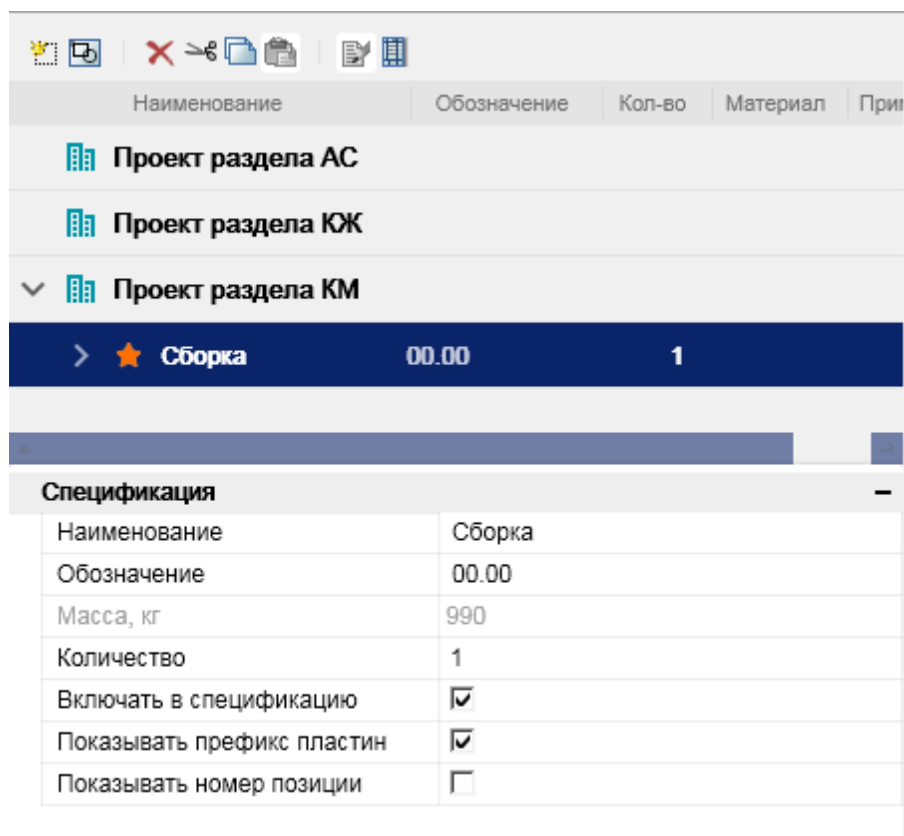 Наименование Обозначение Кол-во Материал
Проект раздела АС
Проект раздела КЖ
Проект раздела КМ
Сборка 00.00 1
Спецификация
Наименование Сборка
Обозначение 00.00
Масса, кг 990
Количество 1
Включать в спецификацию
Показывать префикс пластин
Показывать номер позиции